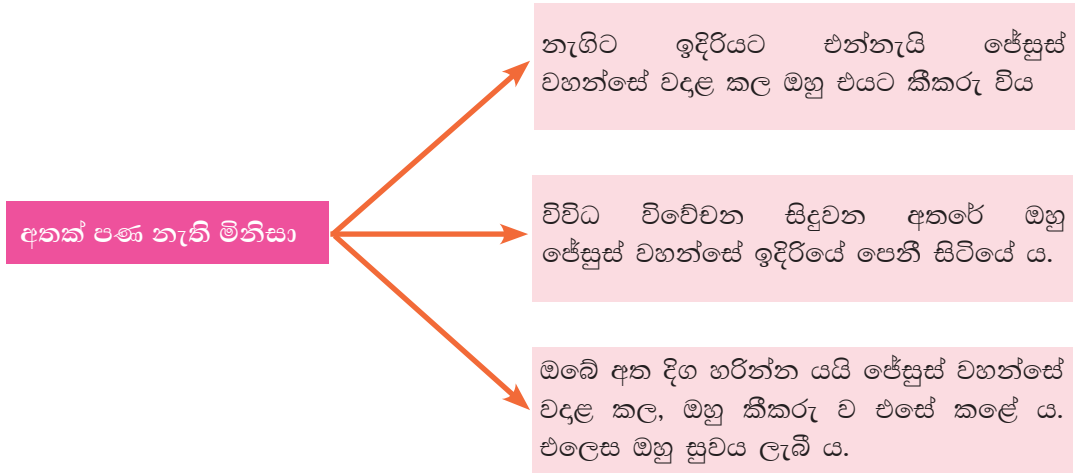 අතක් පණ නැති මිනිසා
නැගිට ඉදිරියට එන්නැයි ජේසුස්
වහන්සේ වදාළ කල ඔහු එයට කීකරු විය
විවිධ විවේචන සිදුවන අතරේ ඔහු
ජේසුස් වහන්සේ ඉදිරියේ පෙනී සිටියේ ය.
ඔබේ අත දිග හරින්න යයි ජේසුස් වහන්සේ
වදාළ කල, ඔහු කීකරු ව එසේ කළේ ය.
එලෙස ඔහු සුවය ලැබී ය.